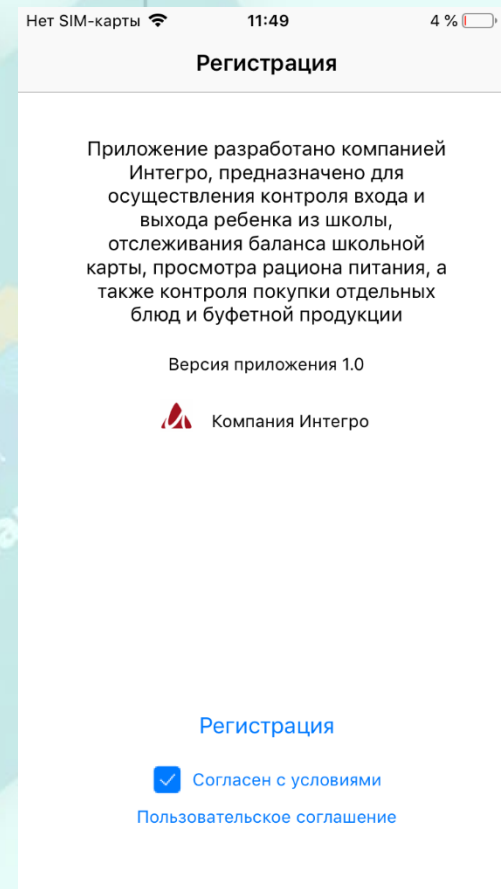 Нет SIM-карты 11:49 4 %
Регистрация
Приложение разработано компанией
Интегро, предназначено для
осуществления контроля входа и
выхода ребенка из школы,
отслеживания баланса школьной
карты, просмотра рациона питания, а
также контроля покупки отдельных
блюд и буфетной продукции
Версия приложения 1.0
Компания Интегро
Регистрация
Согласен с условиями
Пользовательское соглашение